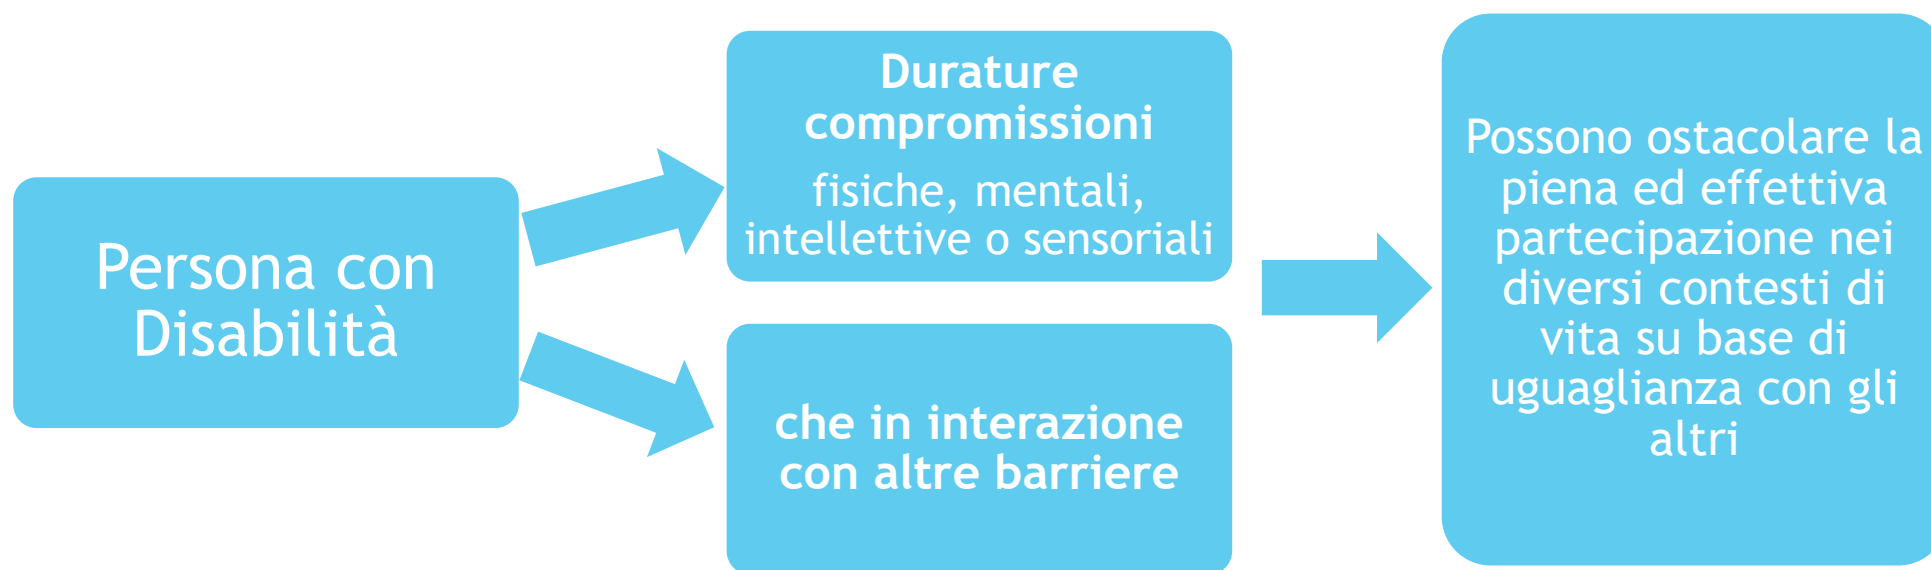 Persona con
Disabilità
Durature
compromissioni
fisiche, mentali,
intellettive o sensoriali
che in interazione
con altre barriere
Possono ostacolare la
piena ed effettiva
partecipazione nei
diversi contesti di
vita su base di
uguaglianza con gli
altri